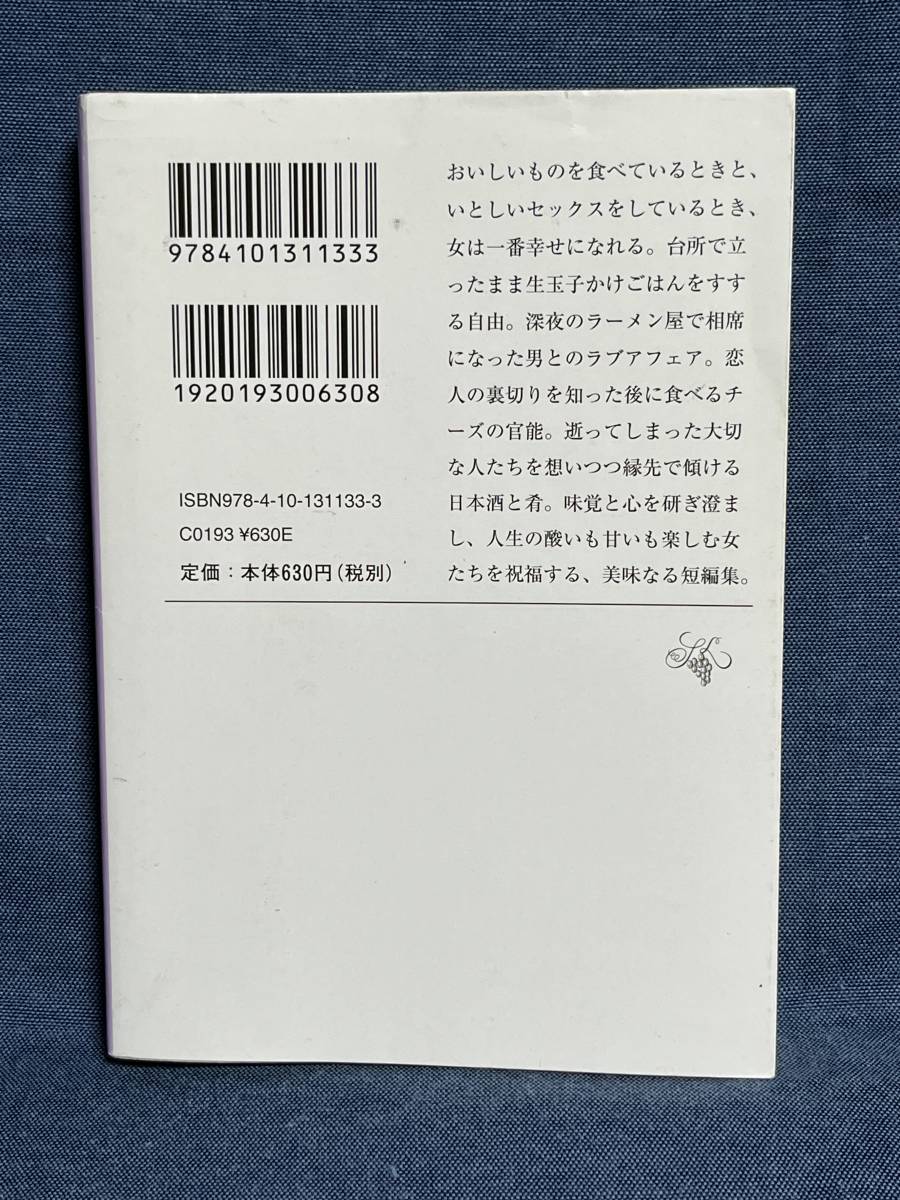 9784101311333
1920193006308
ISBN978-4-10-131133-3
C0193 ¥630E
定価:本体630円(税別)
おいしいものを食べているときと、
いとしいセックスをしているとき、
女は一番幸せになれる。台所で立
ったまま生玉子かけごはんをすす
る自由。深夜のラーメン屋で相席
になった男とのラブアフェア。恋
人の裏切りを知った後に食べるチ
ーズの官能。逝ってしまった大切
な人たちを想いつつ縁先で傾ける
日本酒と肴。味覚と心を研ぎ澄ま
し、人生の酸いも甘いも楽しむ女
たちを祝福する、美味なる短編集。